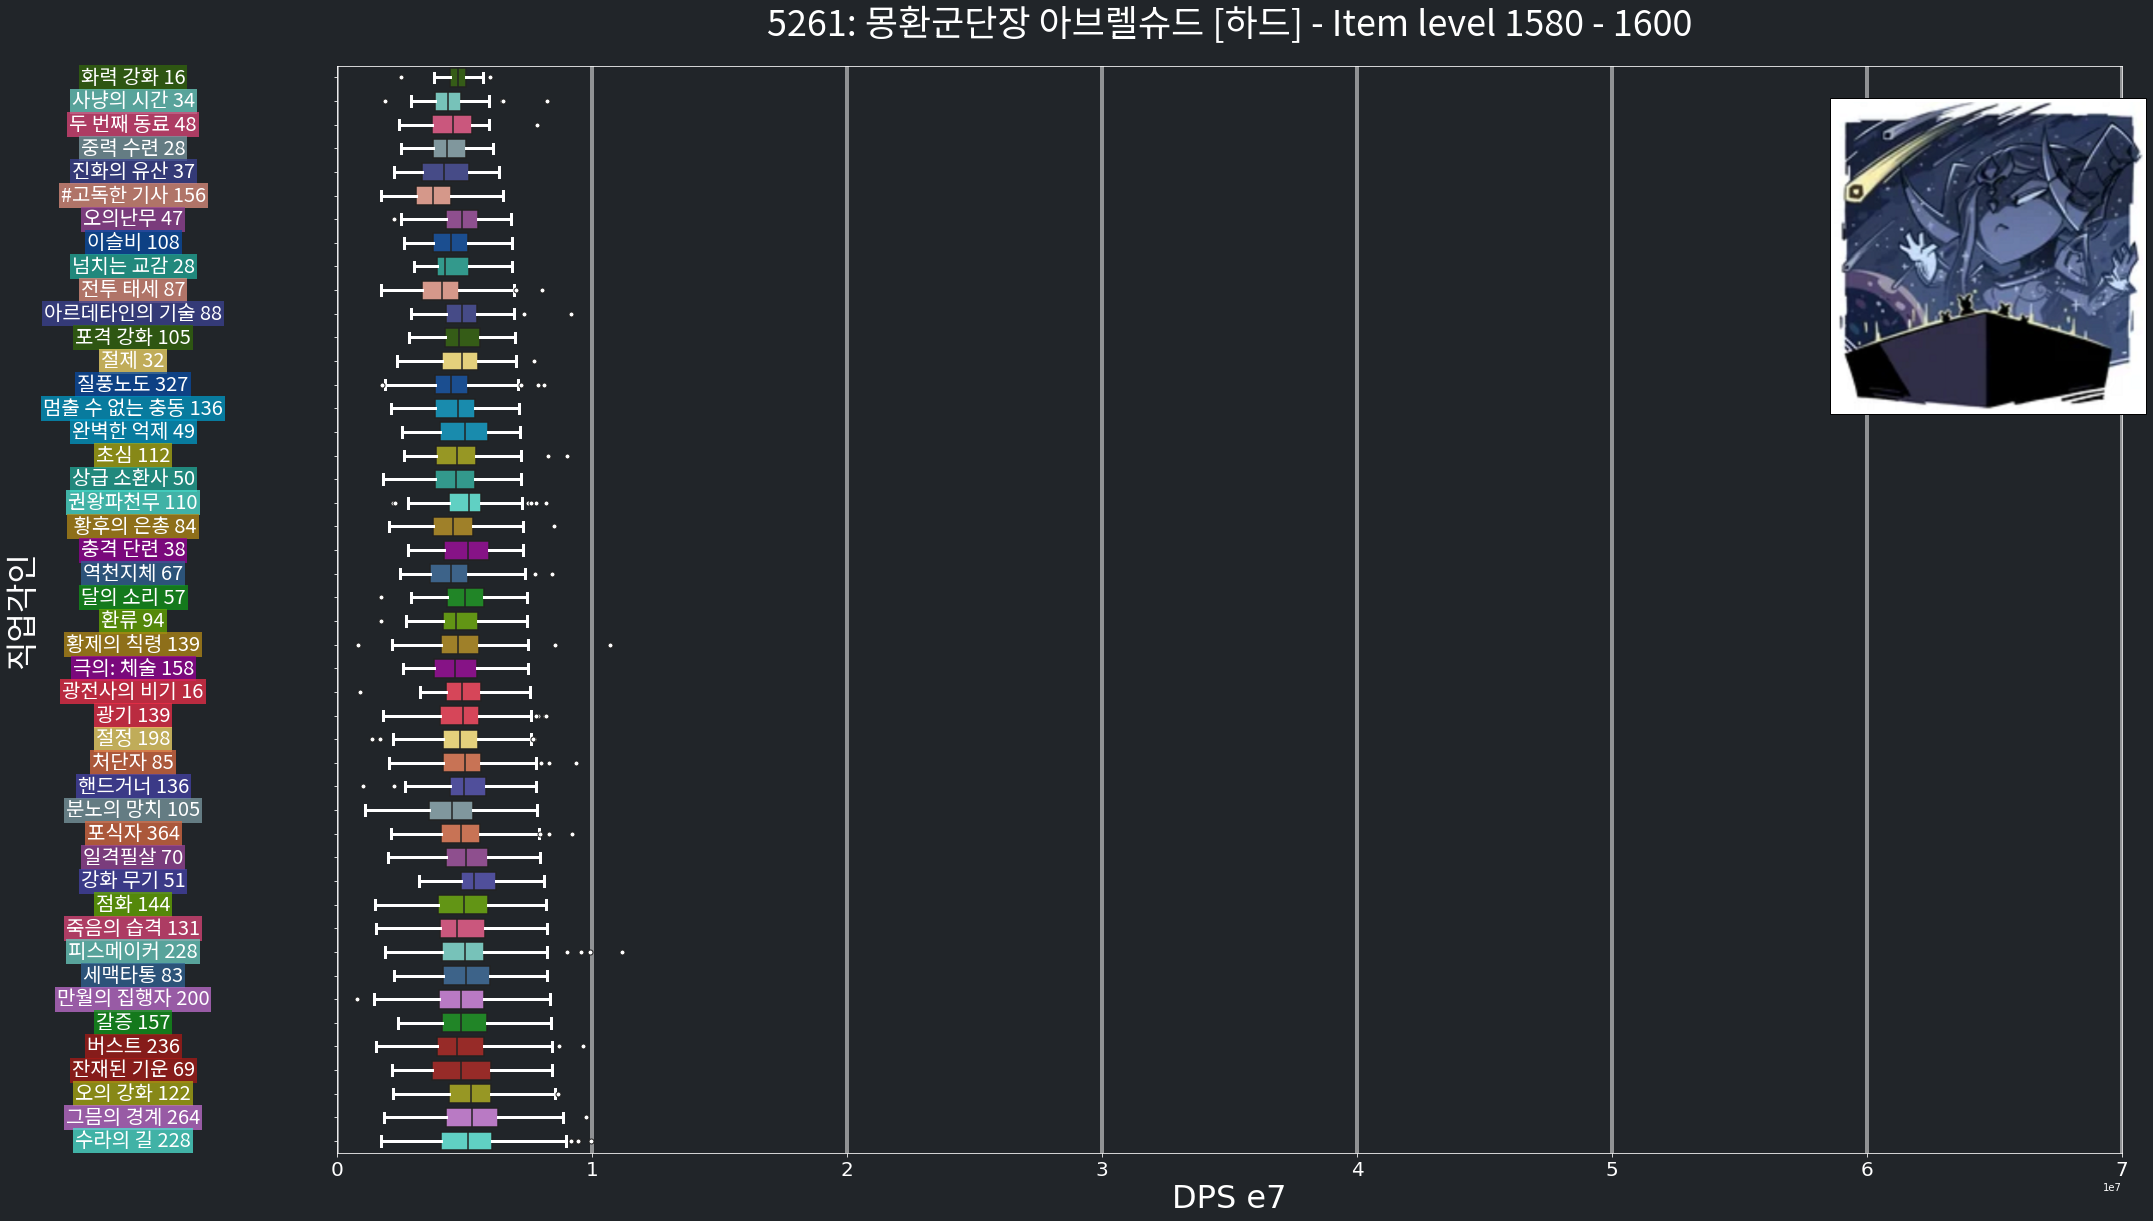 5261: 몽환군단장 아브렐슈드 [하드] - Item level 1580 - 1600
직업각인
화력 강화 16
사냥의 시간 34
두 번째 동료 48
중력 수련 28
진화의 유산 37
#고독한 기사 156
오의난무 47
이슬비 108
넘치는 교감 28
전투 태세 87
아르데타인의 기술 88
포격 강화 105
절제 32
질풍노도 327
멈출 수 없는 충동 136
완벽한 억제 49
초심 112
상급 소환사 50
권왕파천무 110
황후의 은총 84
충격 단련 38
역천지체 67
달의 소리 57
환류 94
황제의 칙령 139
극의: 체술 158
광전사의 비기 16
광기 139
절정 198
처단자 85
핸드거너 136
분노의 망치 105
포식자 364
일격필살 70
강화 무기 51
점화 144
죽음의 습격 131
피스메이커 228
세맥타통 83
만월의 집행자 200
갈증 157
버스트 236
잔재된 기운 69
오의 강화 122
그믐의 경계 264
수라의 길 228
0 1 2 3 4 5 6 7
DPS e7
1e7